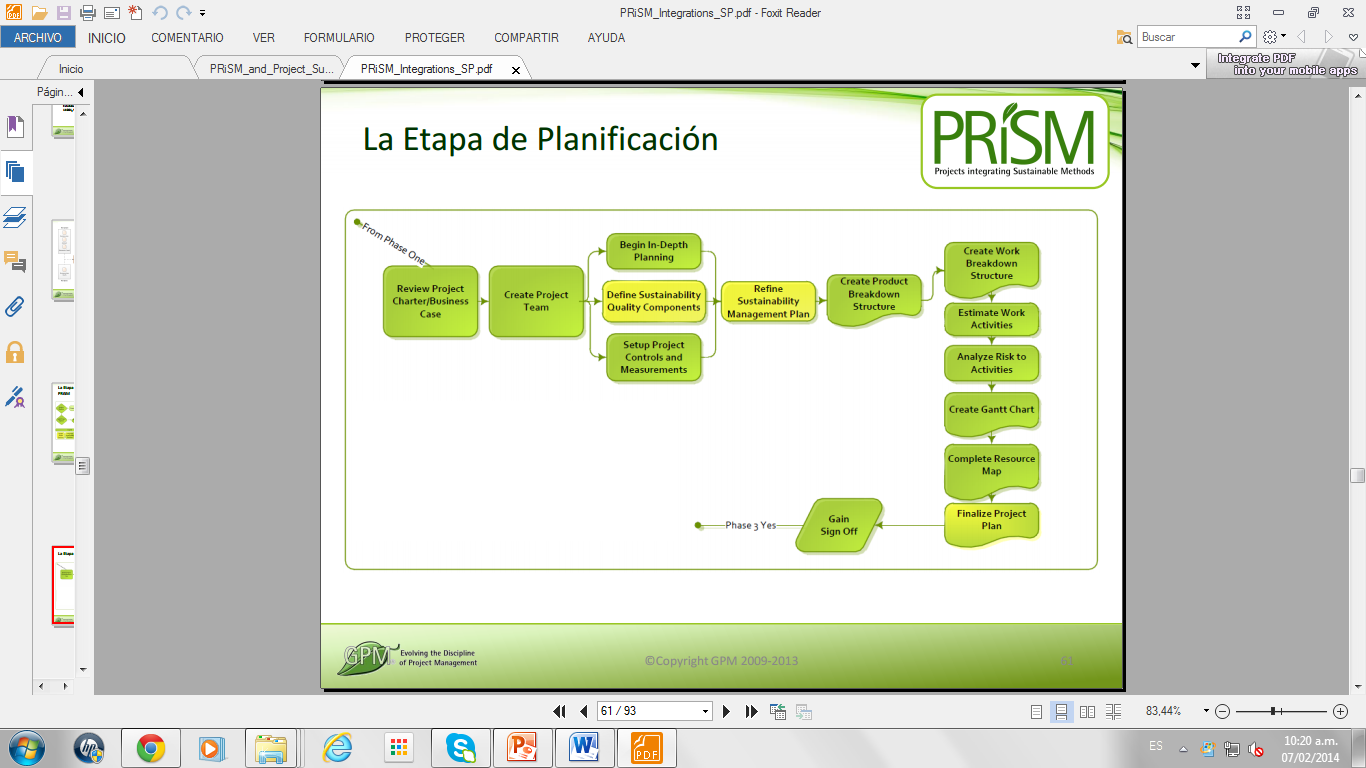 PRiSM_Integrations_SP.pdf - Foxit Reader
ARCHIVO INICIO COMENTARIO VER FORMULARIO PROTEGER COMPARTIR AYUDA
Buscar
Inicio PRiSM_and_Project_Su... PRiSM_Integrations_SP.pdf
Integrate PDF
into your mobile apps
Págin...
La Etapa de Planificación
PRiSM
Projects integrating Sustainable Methods
From Phase One
Review Project
Charter/Business
Case
Create Project
Team
Begin In-Depth
Planning
Define Sustainability
Quality Components
Setup Project
Controls and
Measurements
Refine
Sustainability
Management Plan
Create Product
Breakdown
Structure
Create Work
Breakdown
Structure
Estimate Work
Activities
Analyze Risk to
Activities
Create Gantt Chart
Complete Resource
Map
Finalize Project
Plan
Gain
Sign Off
Phase 3 Yes
GPM
Evolving the Discipline
of Project Management
©Copyright GPM 2009-2013
61
61 / 93
83,44%
ES
10:20 a.m.
07/02/2014